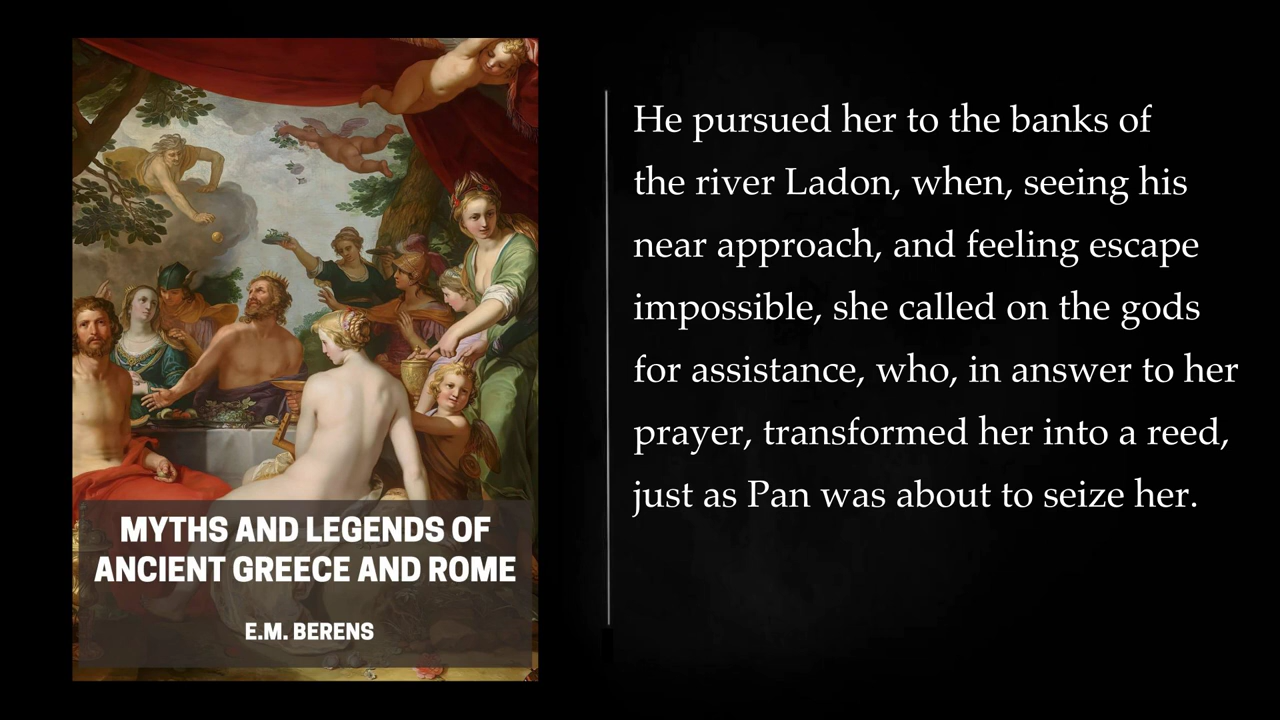 MYTHS AND LEGENDS OF
ANCIENT GREECE AND ROME
E.M. BERENS
He pursued her to the banks of
the river Ladon, when, seeing his
near approach, and feeling escape
impossible, she called on the gods
for assistance, who, in answer to her
prayer, transformed her into a reed,
just as Pan was about to seize her.